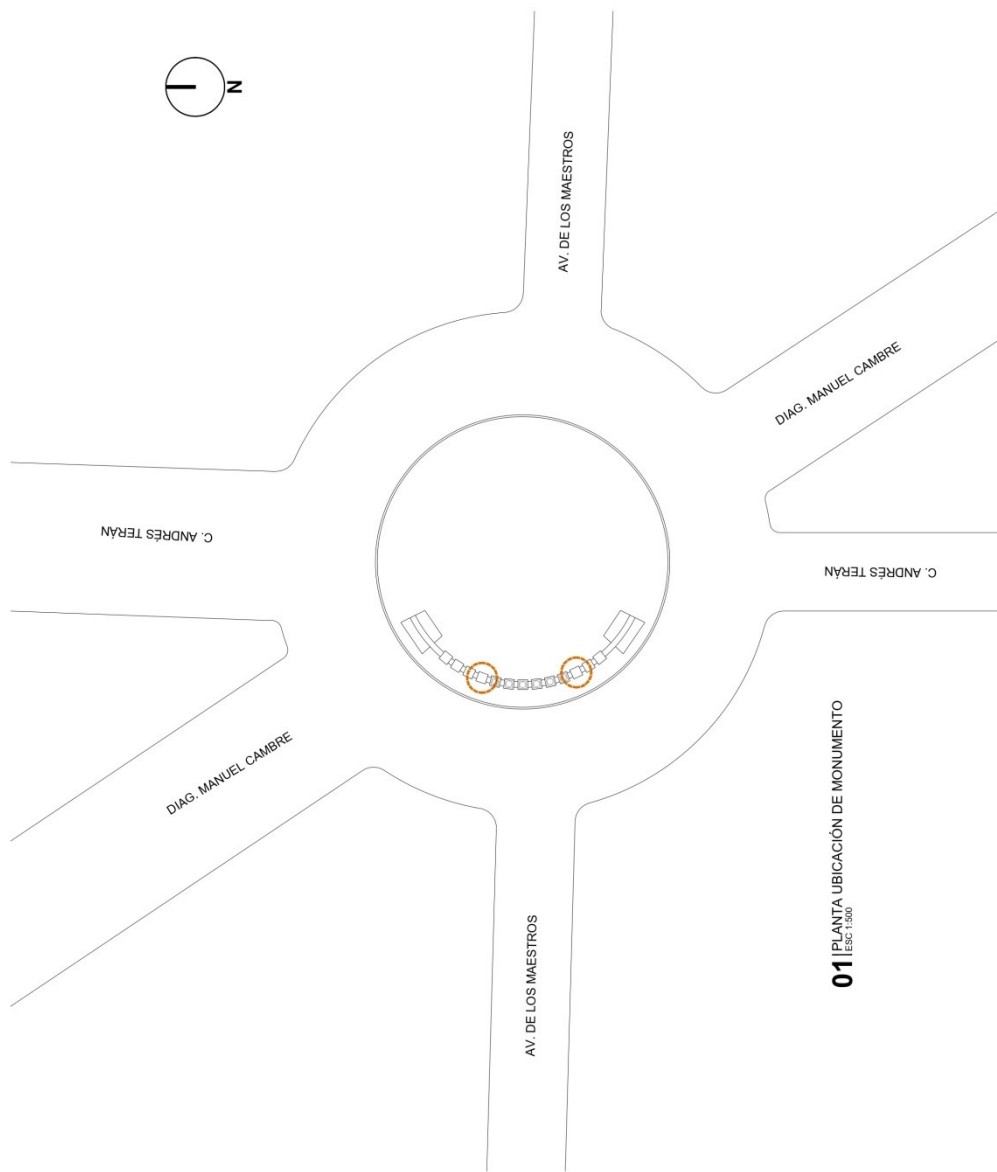 N
AV. DE LOS MAESTROS
DIAG. MANUEL CAMBRE
C. ANDRÉS TERÁN
C. ANDRÉS TERÁN
DIAG. MANUEL CAMBRE
AV. DE LOS MAESTROS
01 PLANTA UBICACIÓN DE MONUMENTO
ESC 1:500